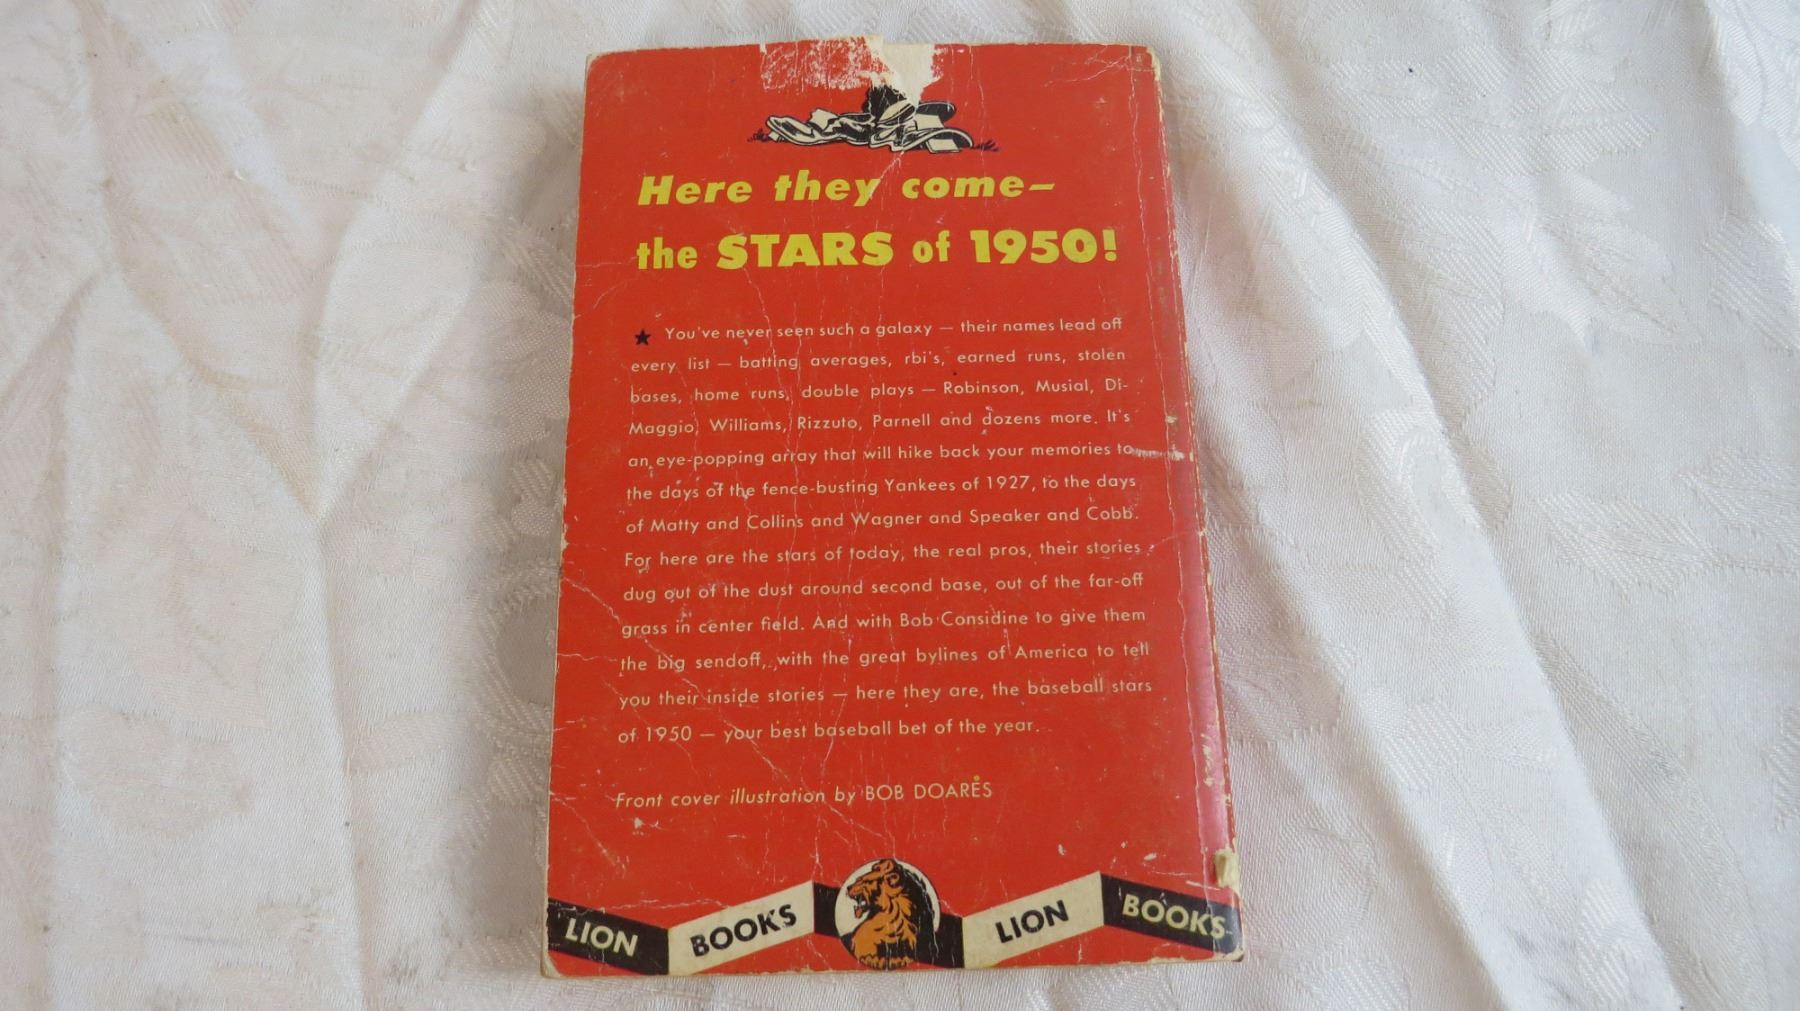 Here they come–
the STARS of 1950!
★ You've never seen such a galaxy — their names lead off
every list — batting averages, rbi's, earned runs, stolen
bases, home runs, double plays — Robinson, Musial, Di-
Maggio, Williams, Rizzuto, Parnell and dozens more. It's
an eye-popping array that will hike back your memories to
the days of the fence-busting Yankees of 1927, to the days
of Matty and Collins and Wagner and Speaker and Cobb.
For here are the stars of today, the real pros, their stories
dug out of the dust around second base, out of the far-off
grass in center field. And with Bob Considine to give them
the big sendoff, with the great bylines of America to tell
you their inside stories — here they are, the baseball stars
of 1950 — your best baseball bet of the year.
Front cover illustration by BOB DOARES
LION BOOKS LION BOOKS